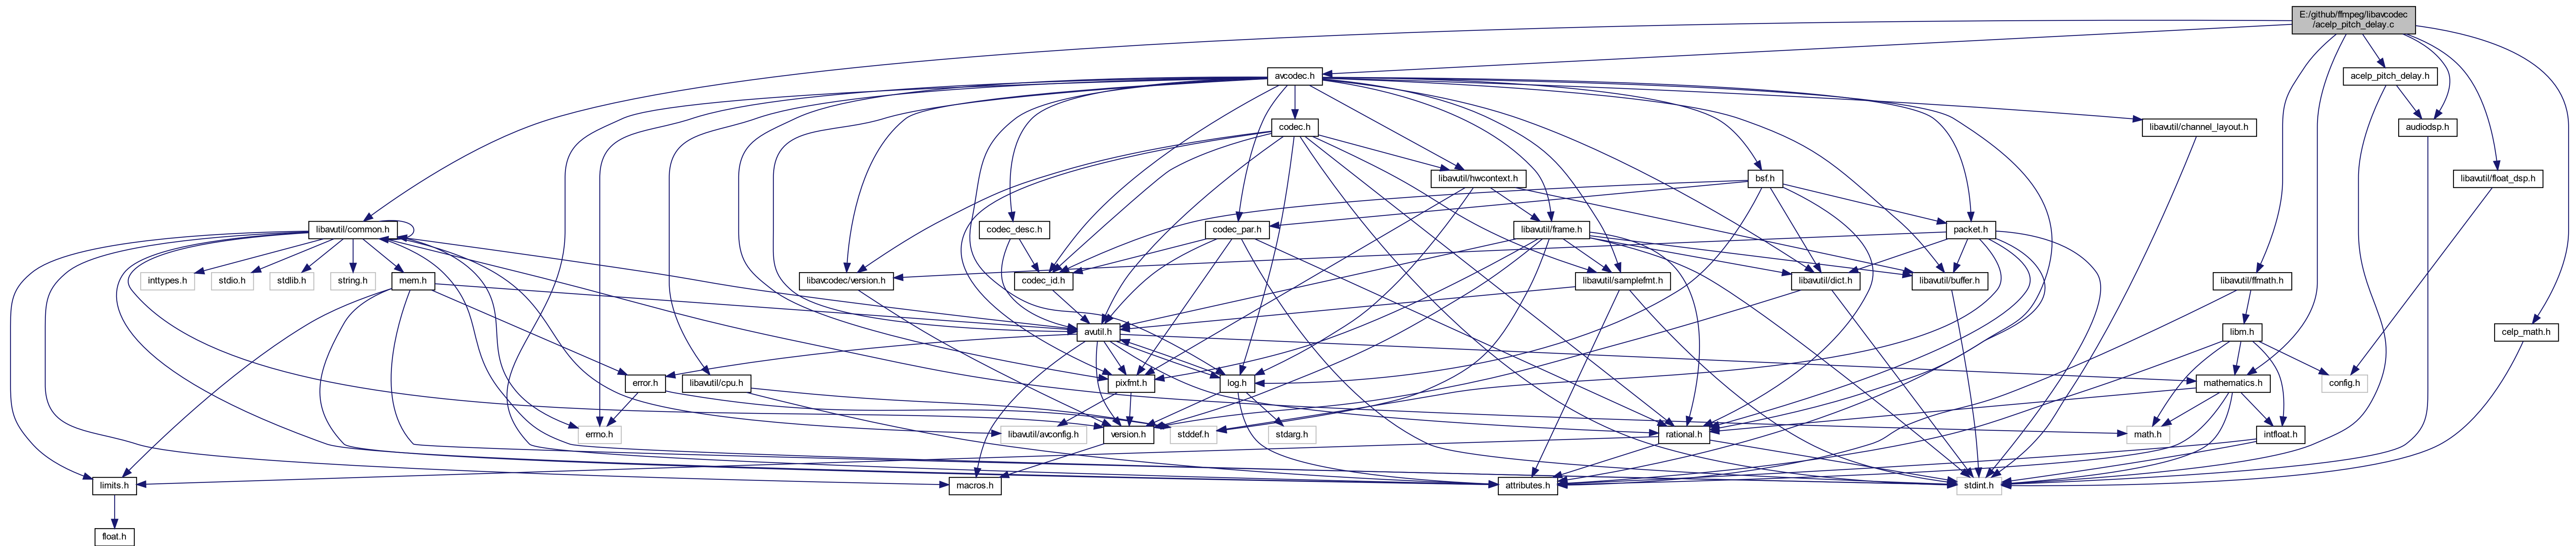 E:/github/ffmpeg/libavcodec
/acelp_pitch_delay.c
avcodec.h
acelp_pitch_delay.h
codec.h
libavutil/channel_layout.h
audiodsp.h
libavutil/hwcontext.h
bsf.h
libavutil/float_dsp.h
libavutil/common.h
codec_desc.h
codec_par.h
libavutil/frame.h
packet.h
inttypes.h
stdio.h
stdlib.h
string.h
mem.h
libavcodec/version.h
codec_id.h
libavutil/samplefmt.h
libavutil/dict.h
libavutil/buffer.h
libavutil/ffmath.h
avutil.h
libm.h
celp_math.h
error.h
libavutil/cpu.h
pixfmt.h
log.h
mathematics.h
config.h
errno.h
libavutil/avconfig.h
version.h
stddef.h
stdarg.h
rational.h
math.h
intfloat.h
limits.h
macros.h
attributes.h
stdint.h
float.h